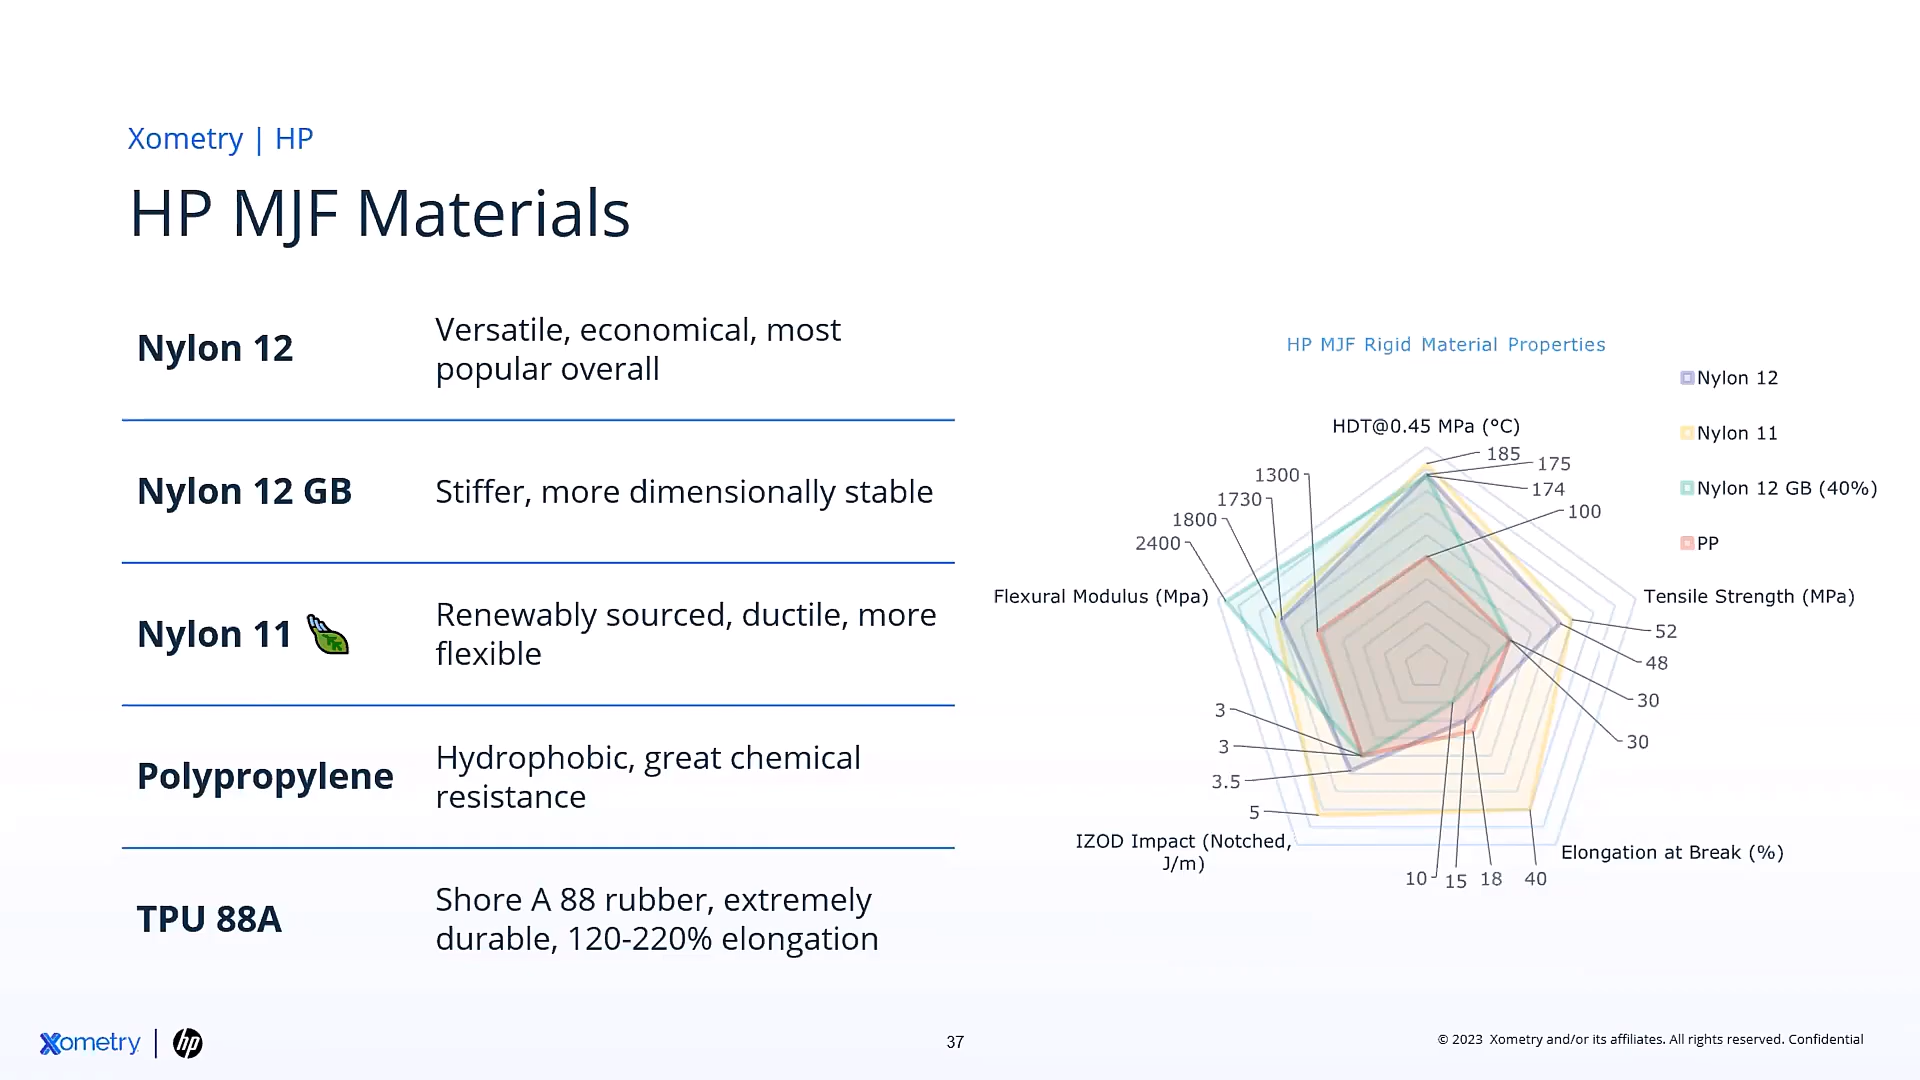 Xometry | HP
HP MJF Materials
Nylon 12
Versatile, economical, most
popular overall
Nylon 12 GB
Stiffer, more dimensionally stable
Nylon 11
Renewably sourced, ductile, more
flexible
Polypropylene
Hydrophobic, great chemical
resistance
TPU 88A
Shore A 88 rubber, extremely
durable, 120-220% elongation
HP MJF Rigid Material Properties
Nylon 12
Nylon 11
Nylon 12 GB (40%)
PP
HDT@0.45 MPa (°C)
185
175
174
100
Tensile Strength (MPa)
52
48
30
30
Elongation at Break (%)
40
18
15
10
IZOD Impact (Notched,
J/m)
5
3.5
3
3
Flexural Modulus (Mpa)
2400
1800
1730
1300
Xometry | hp
37
© 2023 Xometry and/or its affiliates. All rights reserved. Confidential